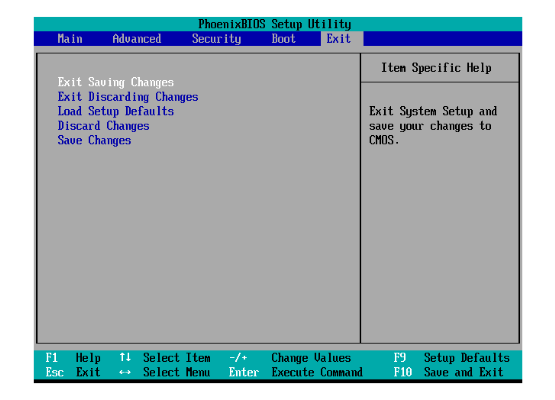 PhoenixBIOS Setup Utility
Main Advanced Security Boot Exit
Item Specific Help
Exit Saving Changes
Exit Discarding Changes
Load Setup Defaults
Discard Changes
Save Changes
Exit System Setup and
save your changes to
CMOS.
F1 Help ↑↓ Select Item -/+ Change Values F9 Setup Defaults
Esc Exit ↔ Select Menu Enter Execute Command F10 Save and Exit